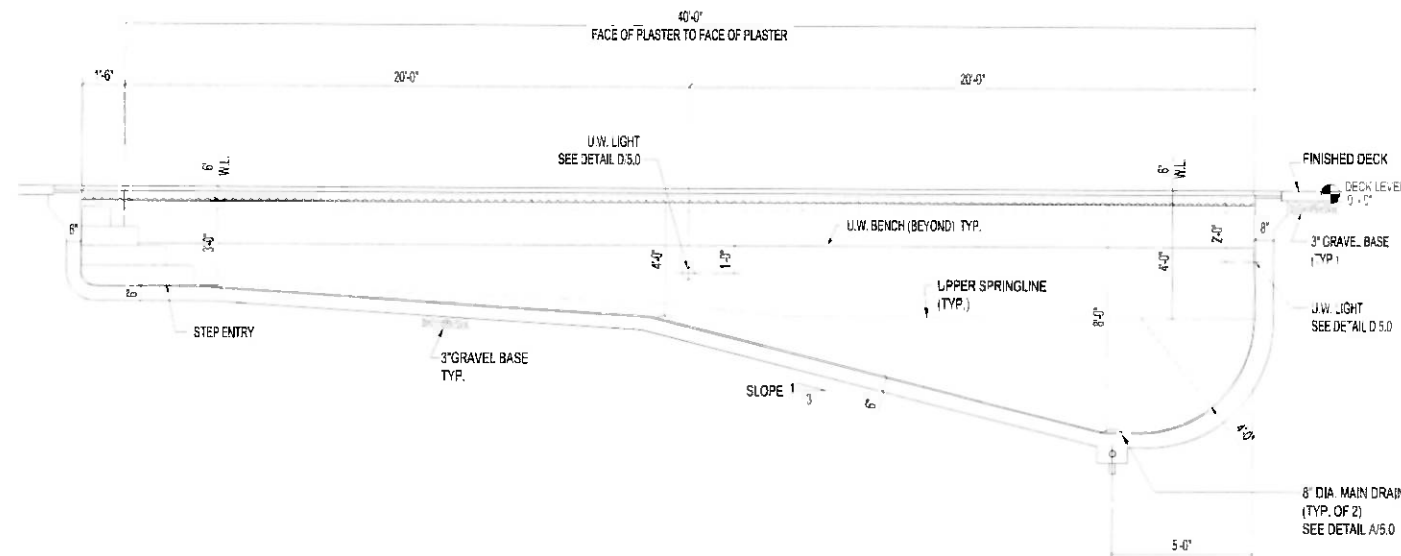 40'-0"
FACE OF PLASTER TO FACE OF PLASTER
1'-6"
20'-0"
20'-0"
U.W. LIGHT
SEE DETAIL D/5.0
6"
W.L.
6"
W.L.
FINISHED DECK
DECK LEVEL
6"
3'-0"
U.W. BENCH (BEYOND) TYP.
4'-0"
1'-0"
4'-0"
2'-0"
8"
3" GRAVEL BASE
(TYP.)
6"
UPPER SPRINGLINE
(TYP.)
8'-0"
U.W. LIGHT
SEE DETAIL D 5.0
STEP ENTRY
3" GRAVEL BASE
TYP.
SLOPE 1
3
6"
4'-0"
8" DIA. MAIN DRAIN
(TYP. OF 2)
SEE DETAIL A/5.0
5'-0"